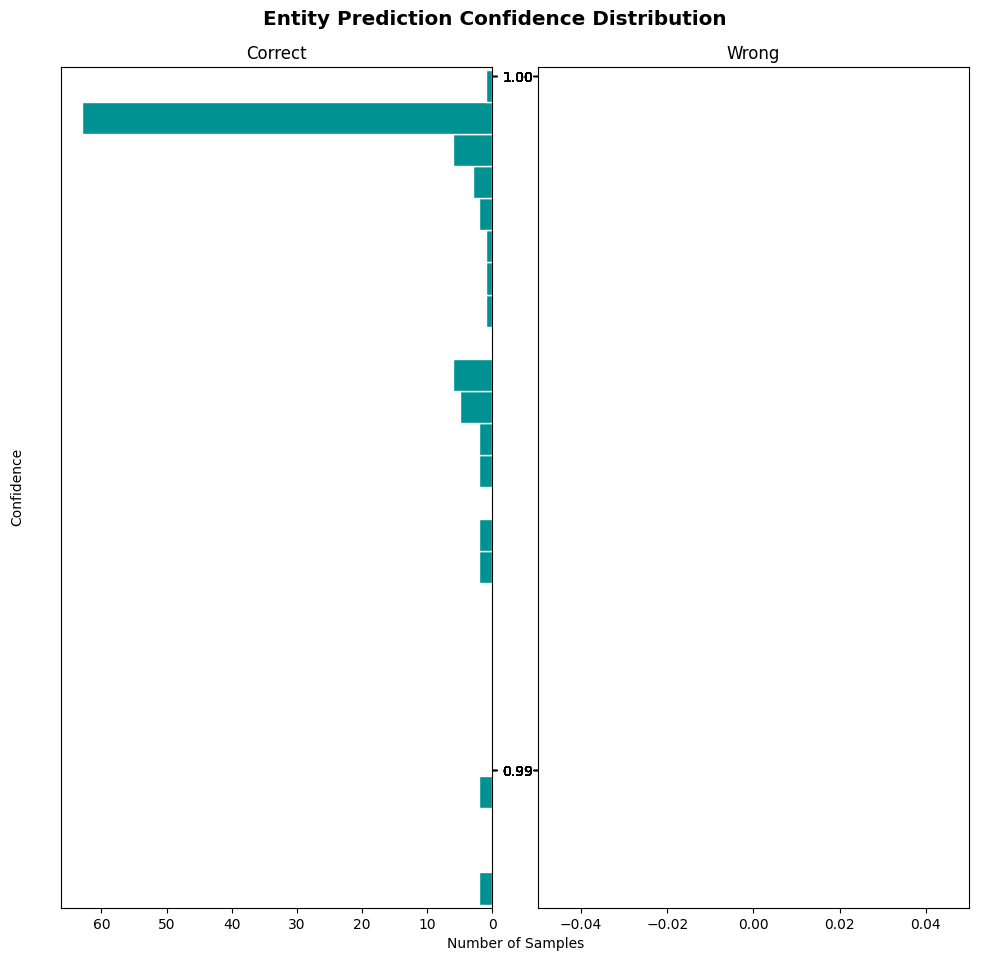 Entity Prediction Confidence Distribution
Correct
Wrong
1.00
Confidence
0.99
60 50 40 30 20 10 0
−0.04 −0.02 0.00 0.02 0.04
Number of Samples